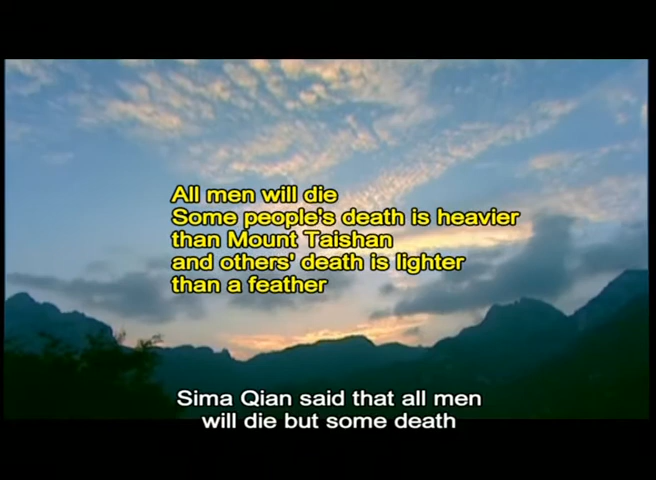 All men will die
Some people's death is heavier
than Mount Taishan
and others' death is lighter
than a feather
Sima Qian said that all men
will die but some death